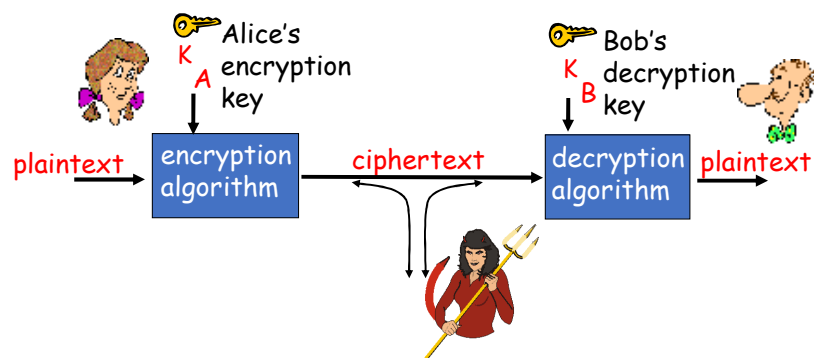 Alice's
encryption
key
K
A
Bob's
decryption
key
K
B
plaintext
encryption
algorithm
ciphertext
decryption
algorithm
plaintext